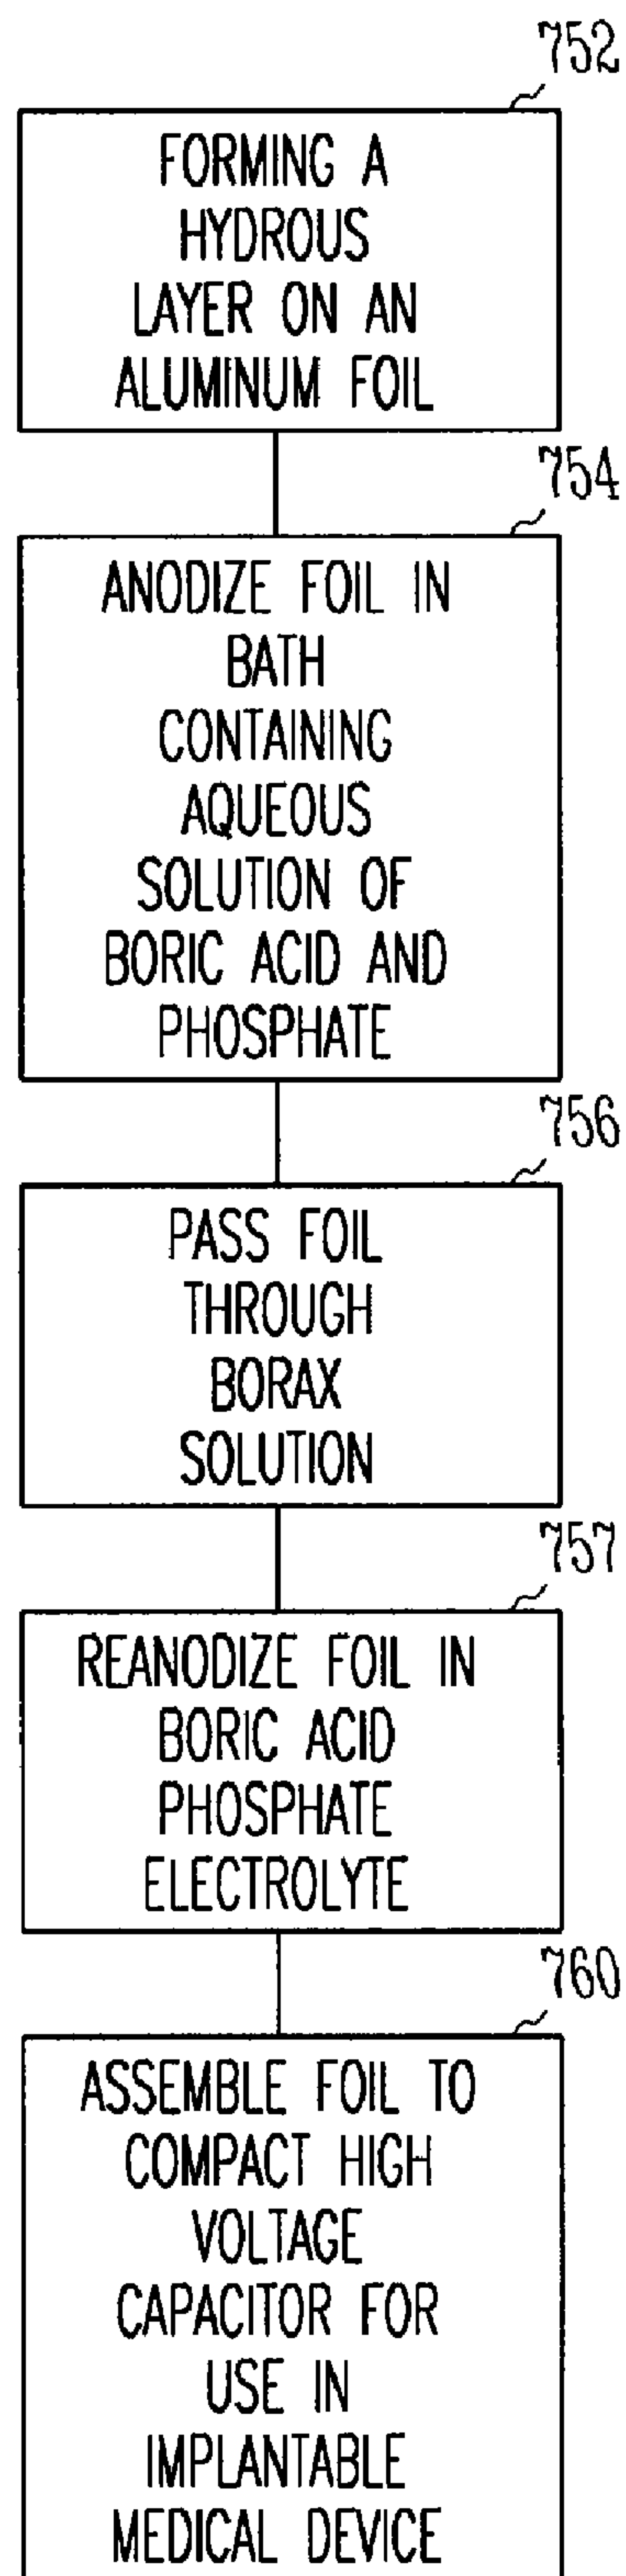 752
FORMING A
HYDROUS
LAYER ON AN
ALUMINUM FOIL
754
ANODIZE FOIL IN
BATH
CONTAINING
AQUEOUS
SOLUTION OF
BORIC ACID AND
PHOSPHATE
756
PASS FOIL
THROUGH
BORAX
SOLUTION
757
REANODIZE FOIL IN
BORIC ACID
PHOSPHATE
ELECTROLYTE
760
ASSEMBLE FOIL TO
COMPACT HIGH
VOLTAGE
CAPACITOR FOR
USE IN
IMPLANTABLE
MEDICAL DEVICE